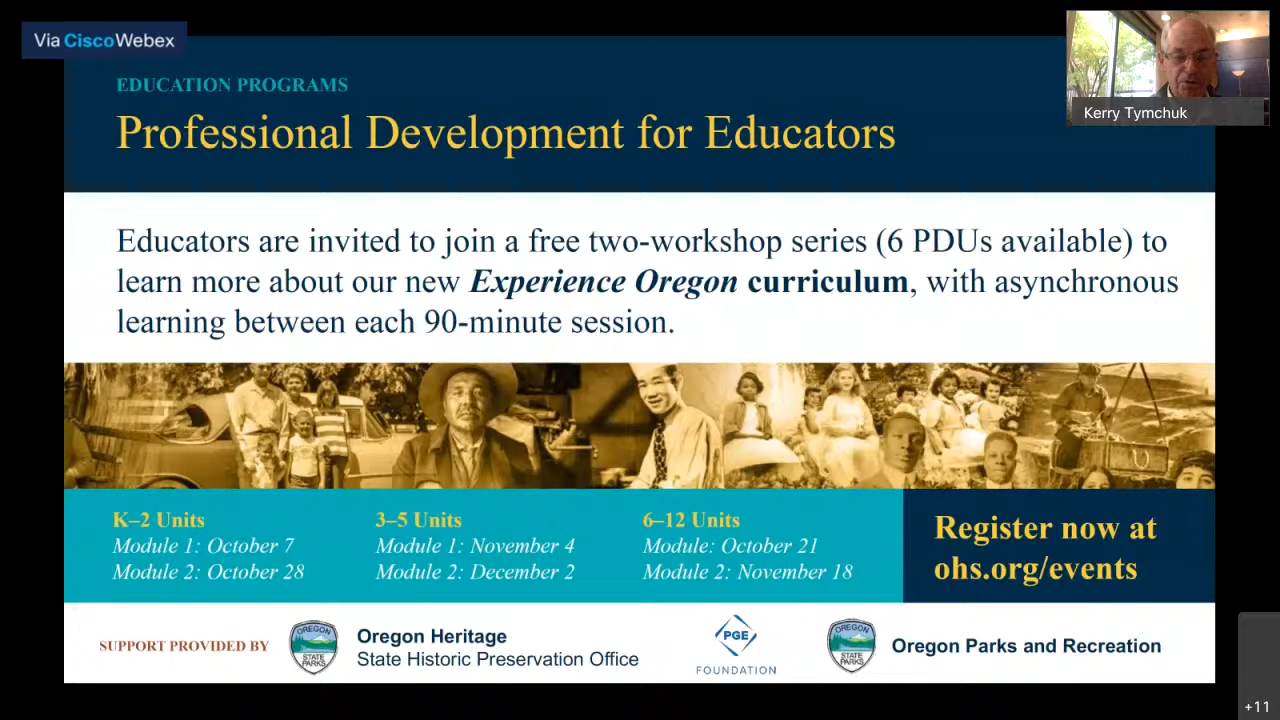 Via CiscoWebex
Kerry Tymchuk
EDUCATION PROGRAMS
Professional Development for Educators
Educators are invited to join a free two-workshop series (6 PDUs available) to
learn more about our new Experience Oregon curriculum, with asynchronous
learning between each 90-minute session.
K–2 Units
Module 1: October 7
Module 2: October 28
3–5 Units
Module 1: November 4
Module 2: December 2
6–12 Units
Module: October 21
Module 2: November 18
Register now at
ohs.org/events
SUPPORT PROVIDED BY
OREGON
STATE
PARKS
Oregon Heritage
State Historic Preservation Office
PGE
FOUNDATION
OREGON
STATE
PARKS
Oregon Parks and Recreation
+11